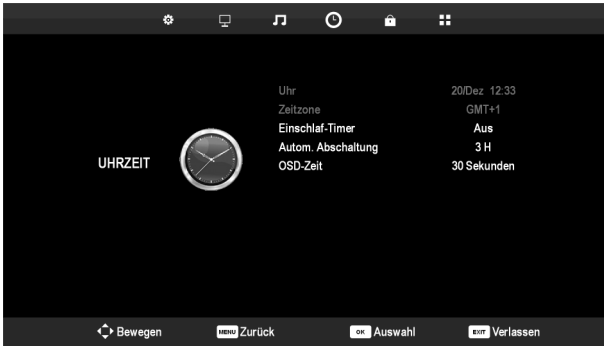 Uhr 20/Dez 12:33
Zeitzone GMT+1
Einschlaf-Timer Aus
Autom. Abschaltung 3 H
UHRZEIT
OSD-Zeit 30 Sekunden
Bewegen MENU Zurück OK Auswahl EXIT Verlassen